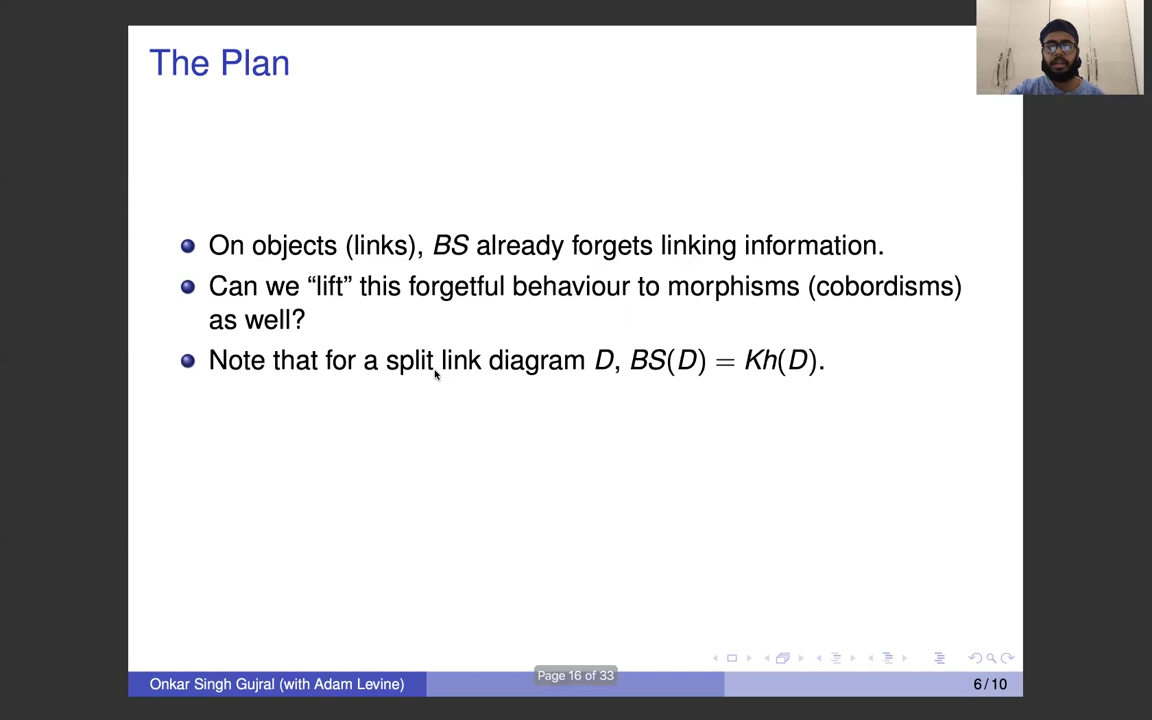 The Plan
On objects (links), BS already forgets linking information.
Can we “lift” this forgetful behaviour to morphisms (cobordisms)
as well?
Note that for a split link diagram D, BS(D) = Kh(D).
Page 16 of 33
Onkar Singh Gujral (with Adam Levine)
6 / 10